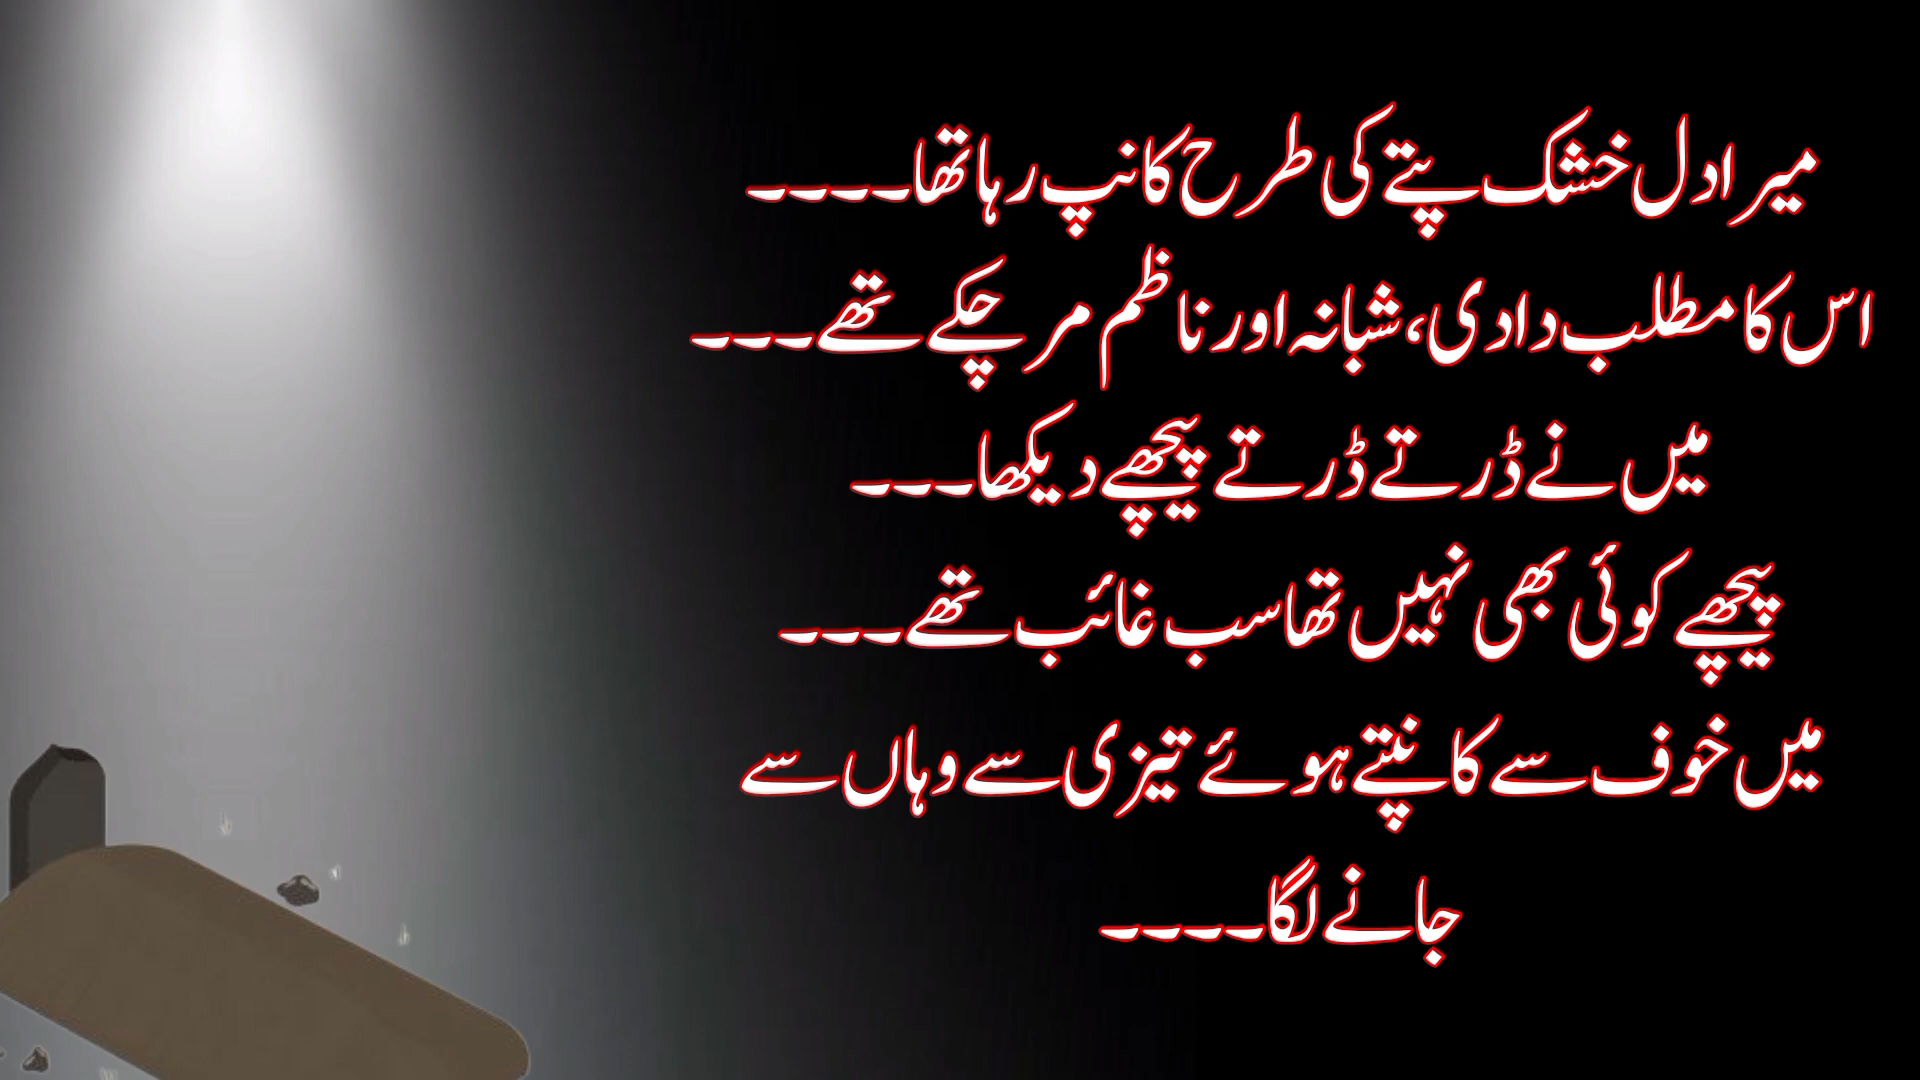 میرا دل خشک پتے کی طرح کانپ رہا تھا۔۔۔۔
اس کا مطلب دادی، شبانہ اور ناظم مر چکے تھے۔۔۔
میں نے ڈرتے ڈرتے پیچھے دیکھا۔۔۔
پیچھے کوئی بھی نہیں تھا سب غائب تھے۔۔۔
میں خوف سے کانپتے ہوئے تیزی سے وہاں سے
جانے لگا۔۔۔۔